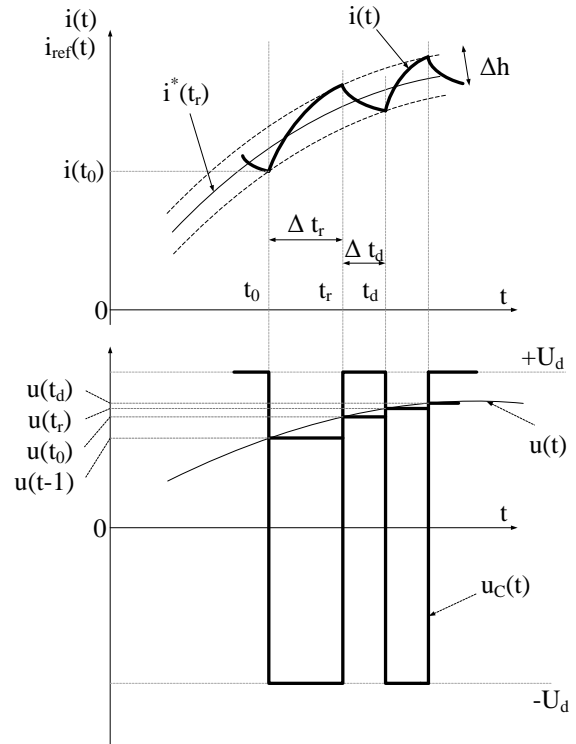 i(t)
i_ref(t)
i(t)
Δh
i*(t_r)
i(t_0)
Δ t_r
Δ t_d
t_0
t_r
t_d
t
0
+U_d
u(t_d)
u(t_r)
u(t_0)
u(t-1)
u(t)
t
0
u_C(t)
-U_d